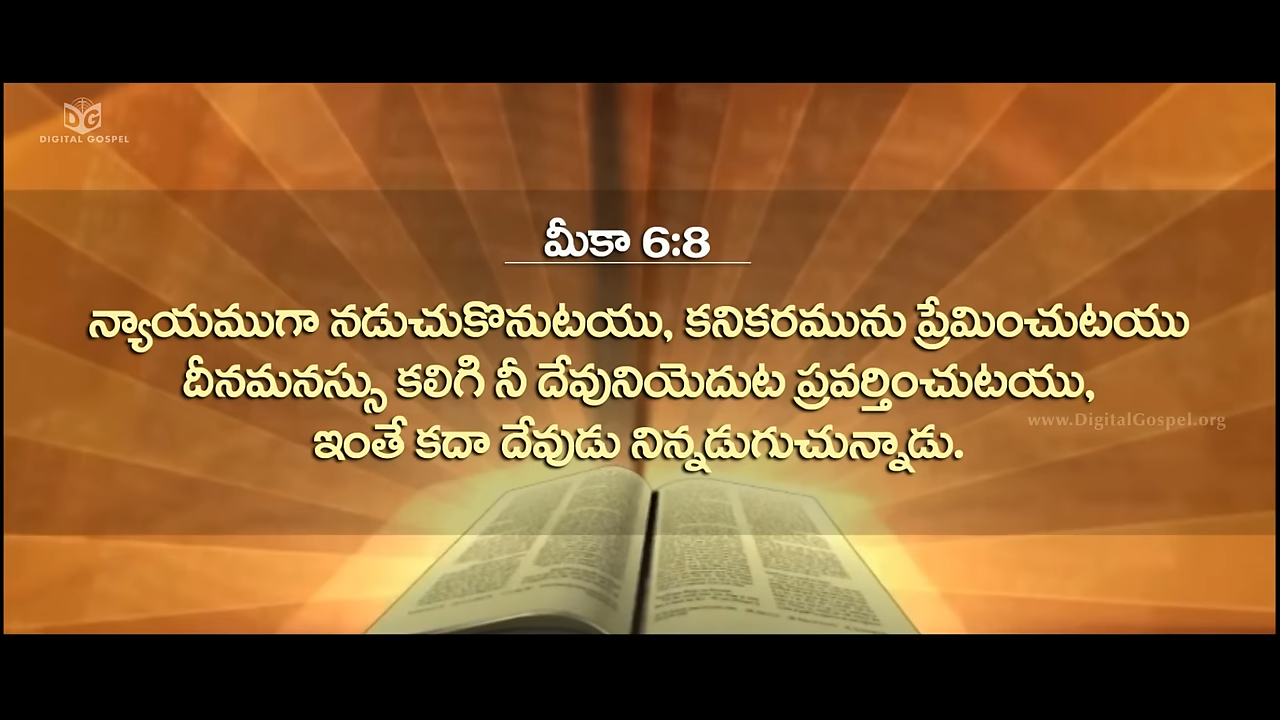 DG
DIGITAL GOSPEL
మీకా 6:8
న్యాయముగా నడుచుకొనుటయు, కనికరమును ప్రేమించుటయు
దీనమనస్సు కలిగి నీ దేవునియెదుట ప్రవర్తించుటయు,
www.DigitalGospel.org
ఇంతే కదా దేవుడు నిన్నడుగుచున్నాడు.